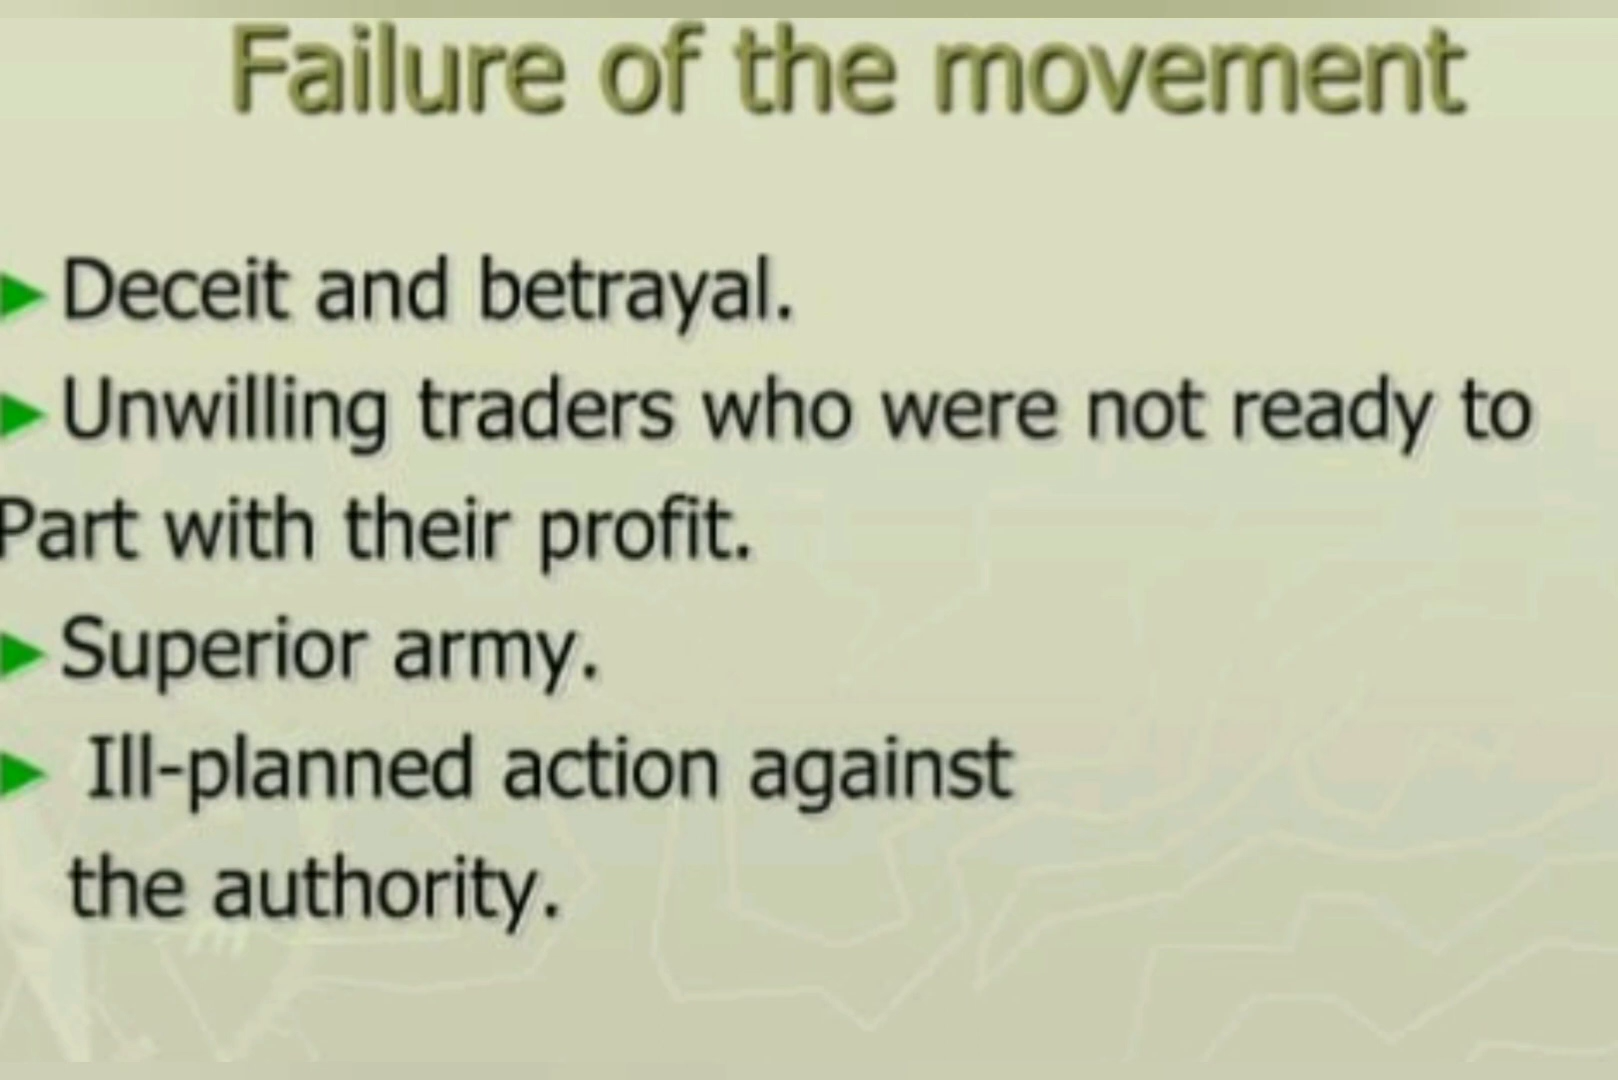 Failure of the movement
Deceit and betrayal.
Unwilling traders who were not ready to
Part with their profit.
Superior army.
Ill-planned action against
the authority.